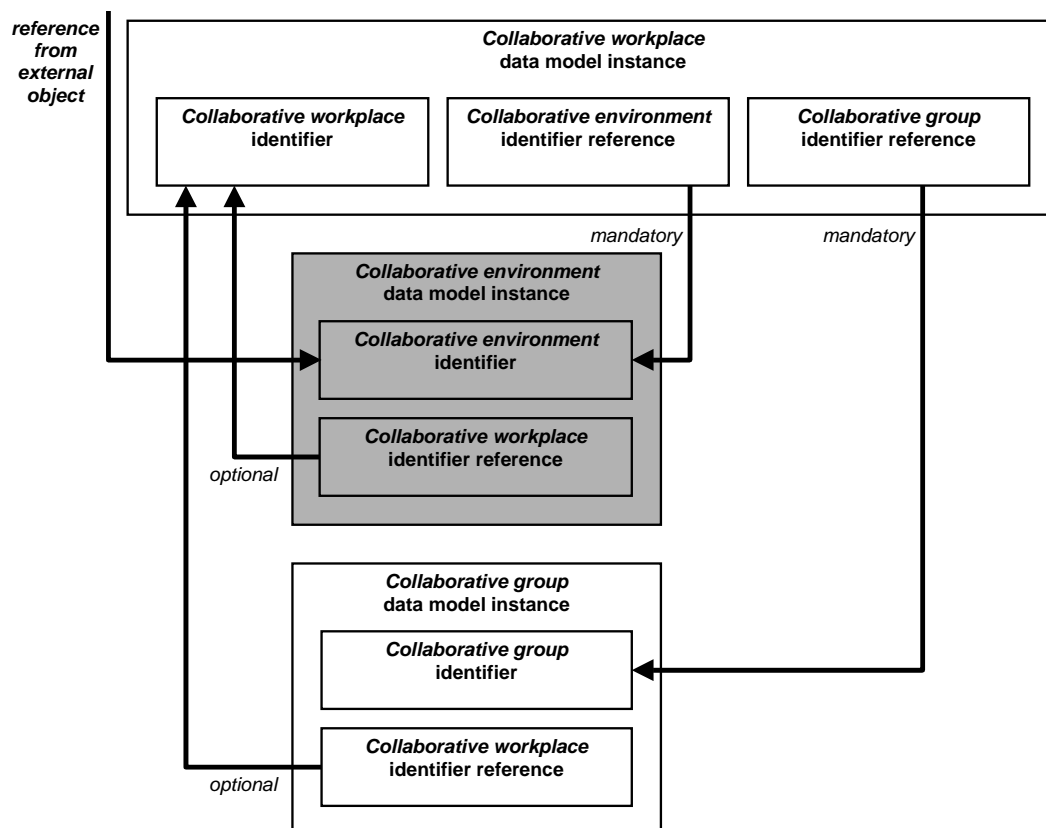 reference
from
external
object
Collaborative workplace
data model instance
Collaborative workplace
identifier
Collaborative environment
identifier reference
Collaborative group
identifier reference
mandatory
mandatory
Collaborative environment
data model instance
Collaborative environment
identifier
Collaborative workplace
identifier reference
optional
Collaborative group
data model instance
Collaborative group
identifier
Collaborative workplace
identifier reference
optional